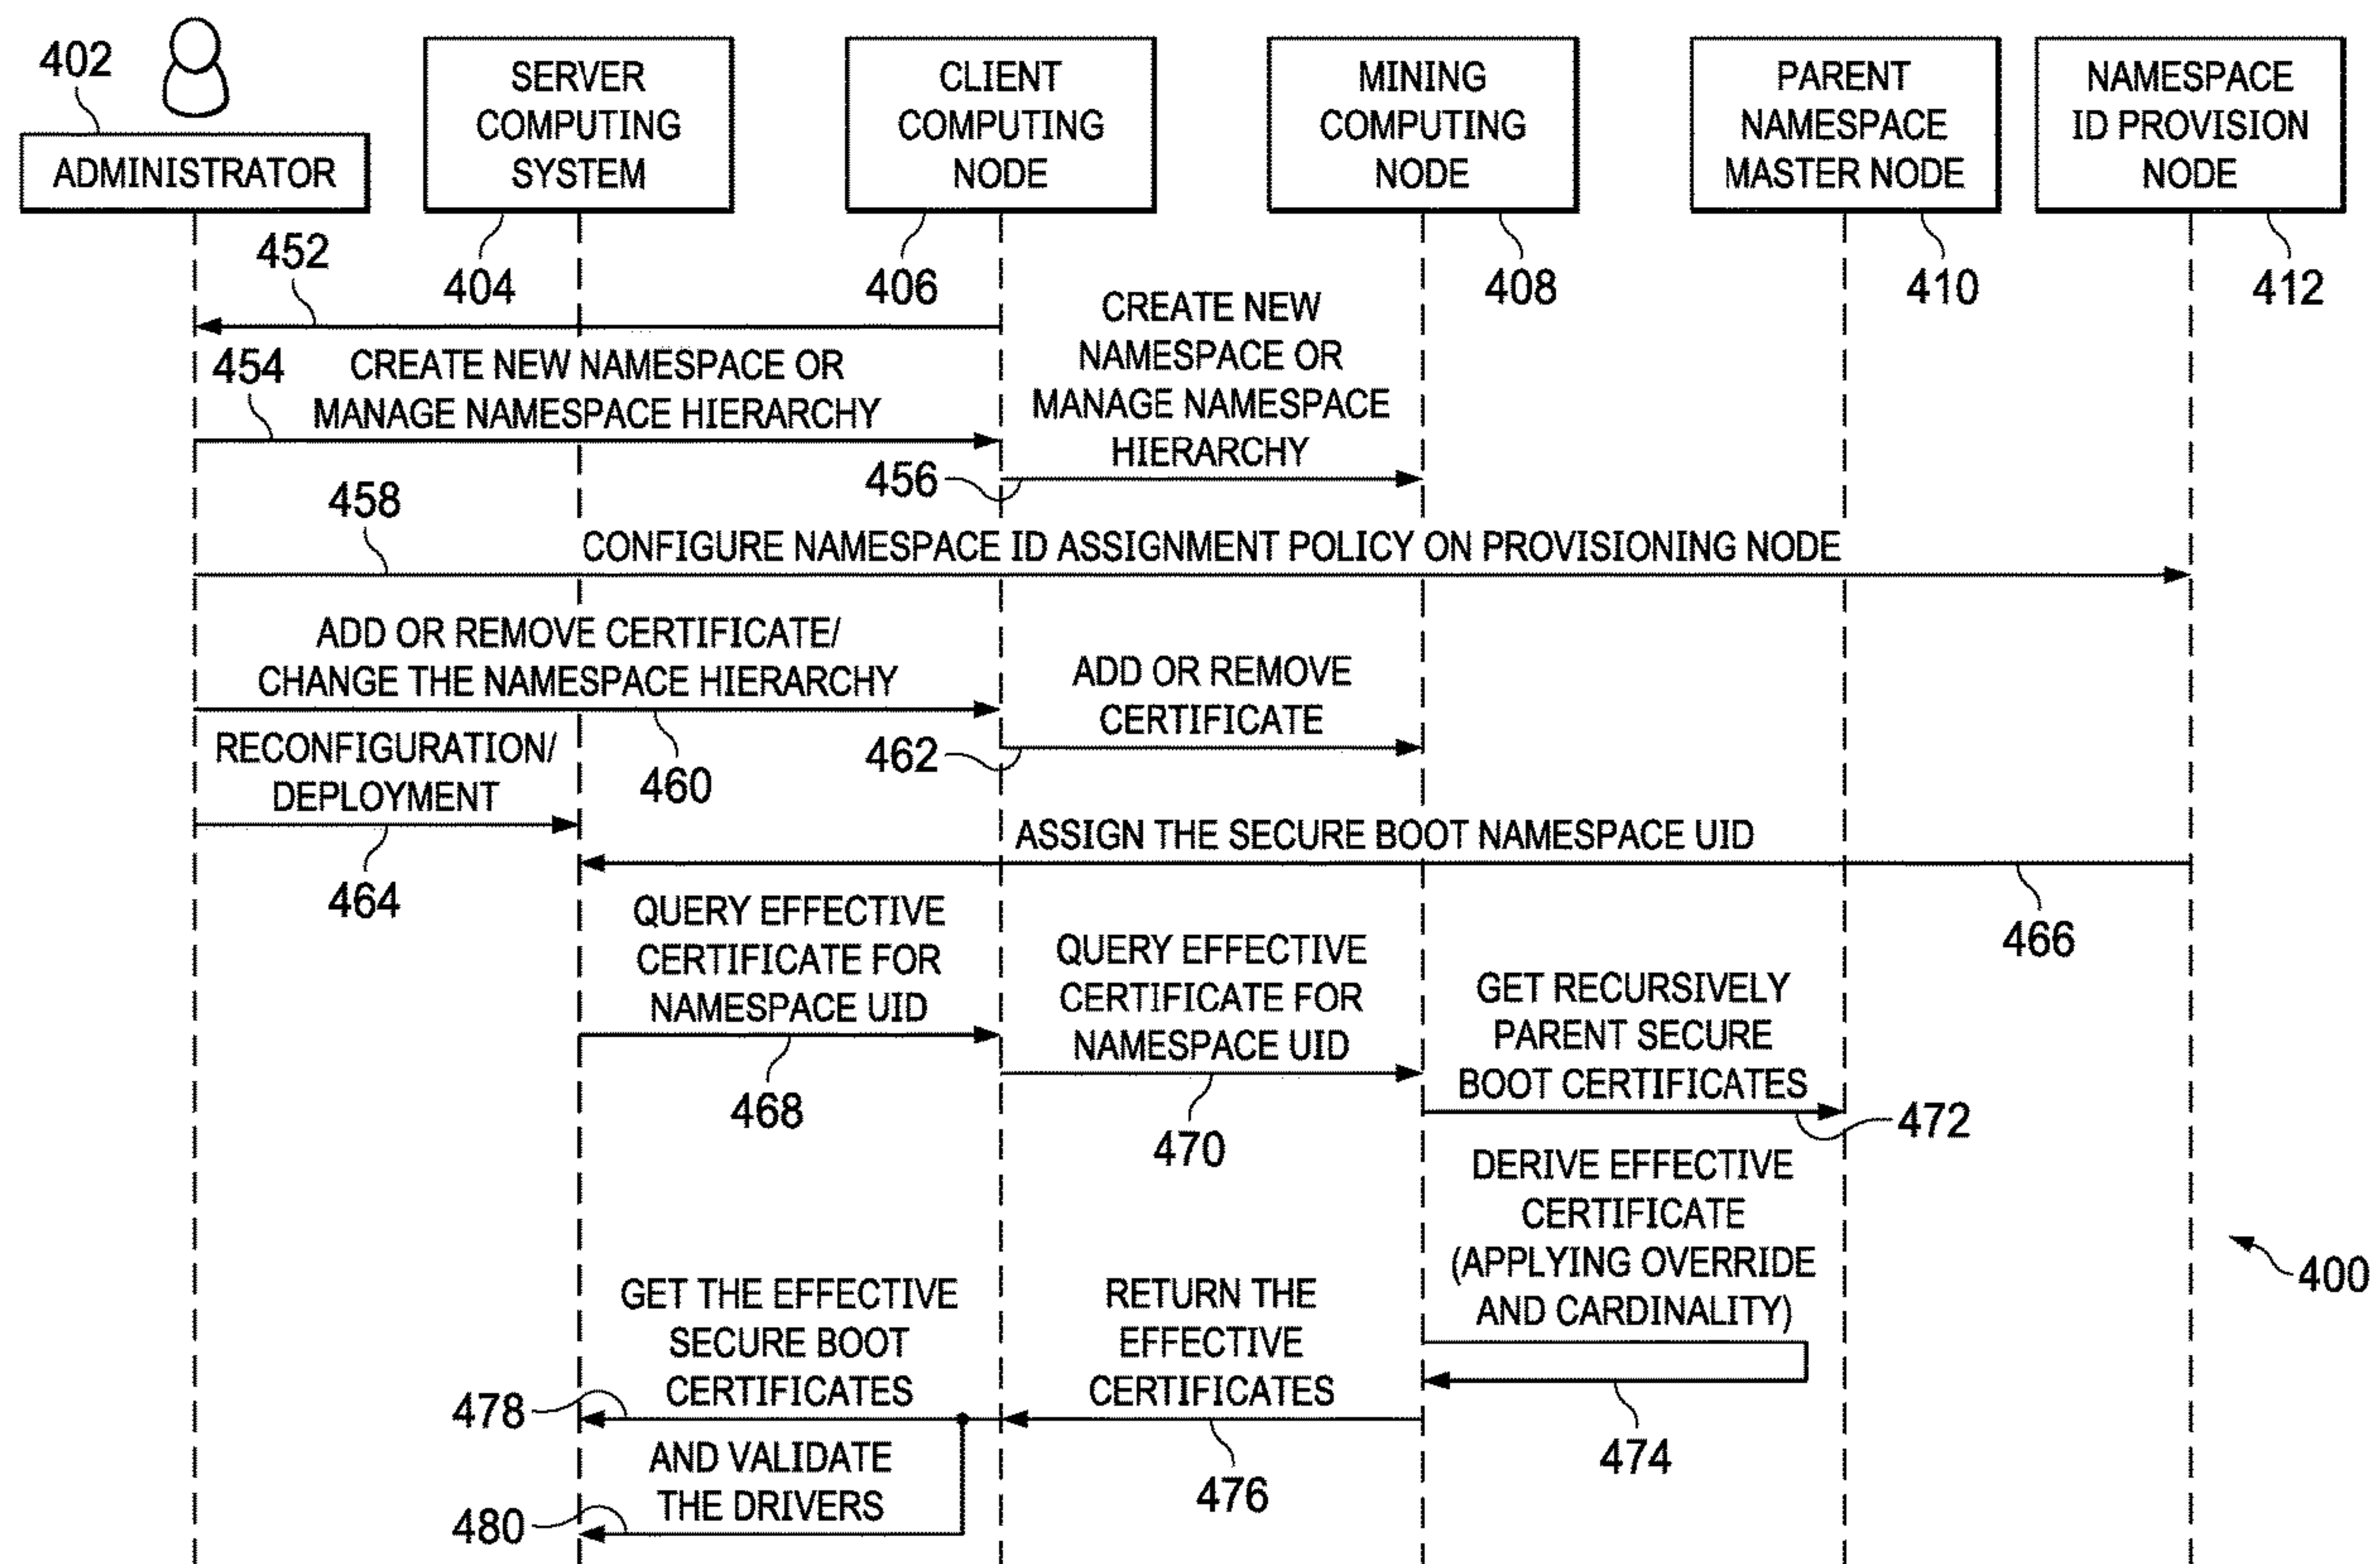 402
ADMINISTRATOR
SERVER
COMPUTING
SYSTEM
404
CLIENT
COMPUTING
NODE
406
MINING
COMPUTING
NODE
408
PARENT
NAMESPACE
MASTER NODE
410
NAMESPACE
ID PROVISION
NODE
412
452
454
CREATE NEW NAMESPACE OR
MANAGE NAMESPACE HIERARCHY
CREATE NEW
NAMESPACE OR
MANAGE NAMESPACE
HIERARCHY
456
458
CONFIGURE NAMESPACE ID ASSIGNMENT POLICY ON PROVISIONING NODE
ADD OR REMOVE CERTIFICATE/
CHANGE THE NAMESPACE HIERARCHY
460
ADD OR REMOVE
CERTIFICATE
462
RECONFIGURATION/
DEPLOYMENT
464
ASSIGN THE SECURE BOOT NAMESPACE UID
466
QUERY EFFECTIVE
CERTIFICATE FOR
NAMESPACE UID
468
QUERY EFFECTIVE
CERTIFICATE FOR
NAMESPACE UID
470
GET RECURSIVELY
PARENT SECURE
BOOT CERTIFICATES
472
DERIVE EFFECTIVE
CERTIFICATE
(APPLYING OVERRIDE
AND CARDINALITY)
474
400
RETURN THE
EFFECTIVE
CERTIFICATES
476
GET THE EFFECTIVE
SECURE BOOT
CERTIFICATES
478
AND VALIDATE
THE DRIVERS
480